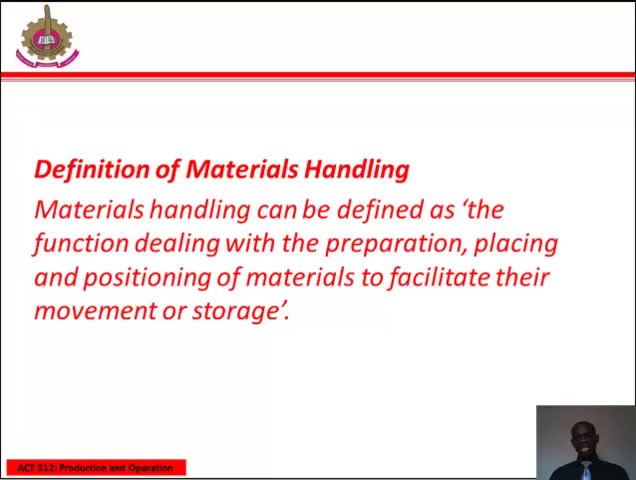 Definition of Materials Handling
Materials handling can be defined as ‘the
function dealing with the preparation, placing
and positioning of materials to facilitate their
movement or storage’.
ACT 312: Production and Operation